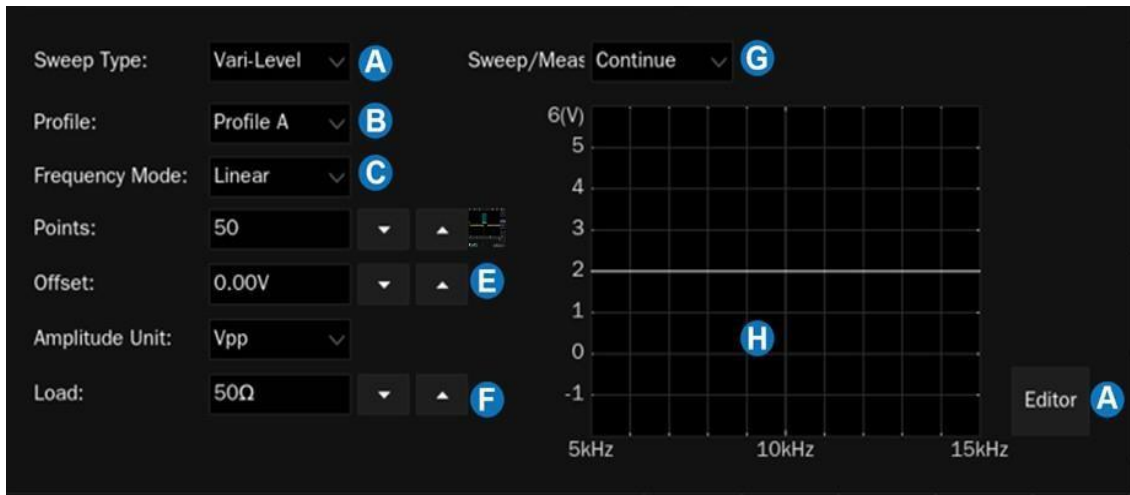 Sweep Type: Vari-Level A
Sweep/Meas Continue G
Profile: Profile A B
Frequency Mode: Linear C
Points: 50
Offset: 0.00V E
Amplitude Unit: Vpp
Load: 50Ω F
6(V)
5
4
3
2
1
0
-1
H
5kHz 10kHz 15kHz
Editor A